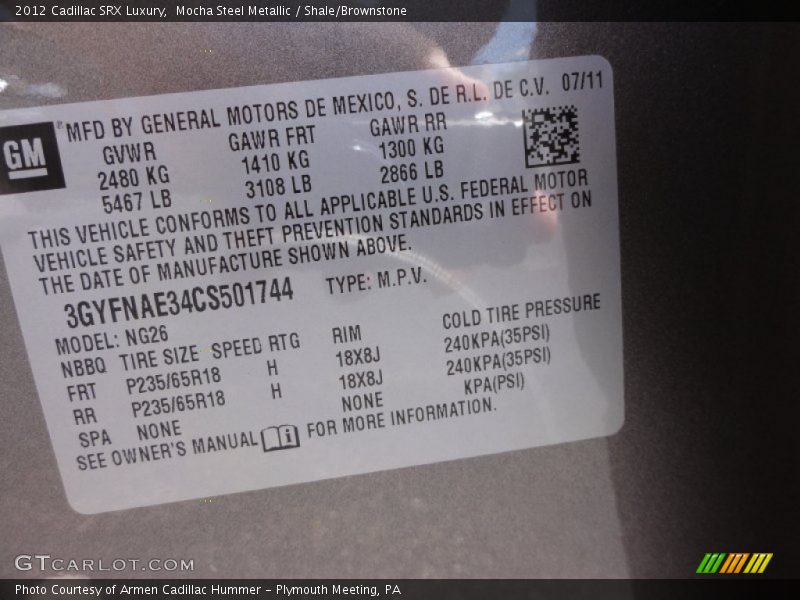 2012 Cadillac SRX Luxury,  Mocha Steel Metallic / Shale/Brownstone
GM
MFD BY GENERAL MOTORS DE MEXICO, S. DE R.L. DE C.V. 07/11
GVWR GAWR FRT GAWR RR
2480 KG 1410 KG 1300 KG
5467 LB 3108 LB 2866 LB
THIS VEHICLE CONFORMS TO ALL APPLICABLE U.S. FEDERAL MOTOR
VEHICLE SAFETY AND THEFT PREVENTION STANDARDS IN EFFECT ON
THE DATE OF MANUFACTURE SHOWN ABOVE.
3GYFNAE34CS501744 TYPE: M.P.V.
MODEL: NG26
NBBQ TIRE SIZE SPEED RTG RIM COLD TIRE PRESSURE
FRT P235/65R18 H 18X8J 240KPA(35PSI)
RR P235/65R18 H 18X8J 240KPA(35PSI)
SPA NONE NONE KPA(PSI)
SEE OWNER'S MANUAL i FOR MORE INFORMATION.
GTCARLOT.COM
Photo Courtesy of Armen Cadillac Hummer – Plymouth Meeting, PA